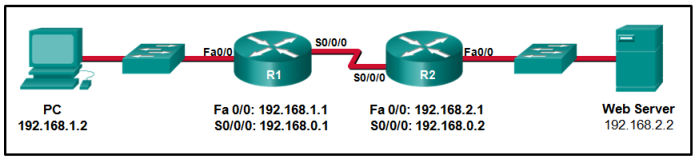 Fa0/0
S0/0/0
R1
S0/0/0
R2
Fa0/0
PC
192.168.1.2
Fa 0/0: 192.168.1.1
S0/0/0: 192.168.0.1
Fa 0/0: 192.168.2.1
S0/0/0: 192.168.0.2
Web Server
192.168.2.2